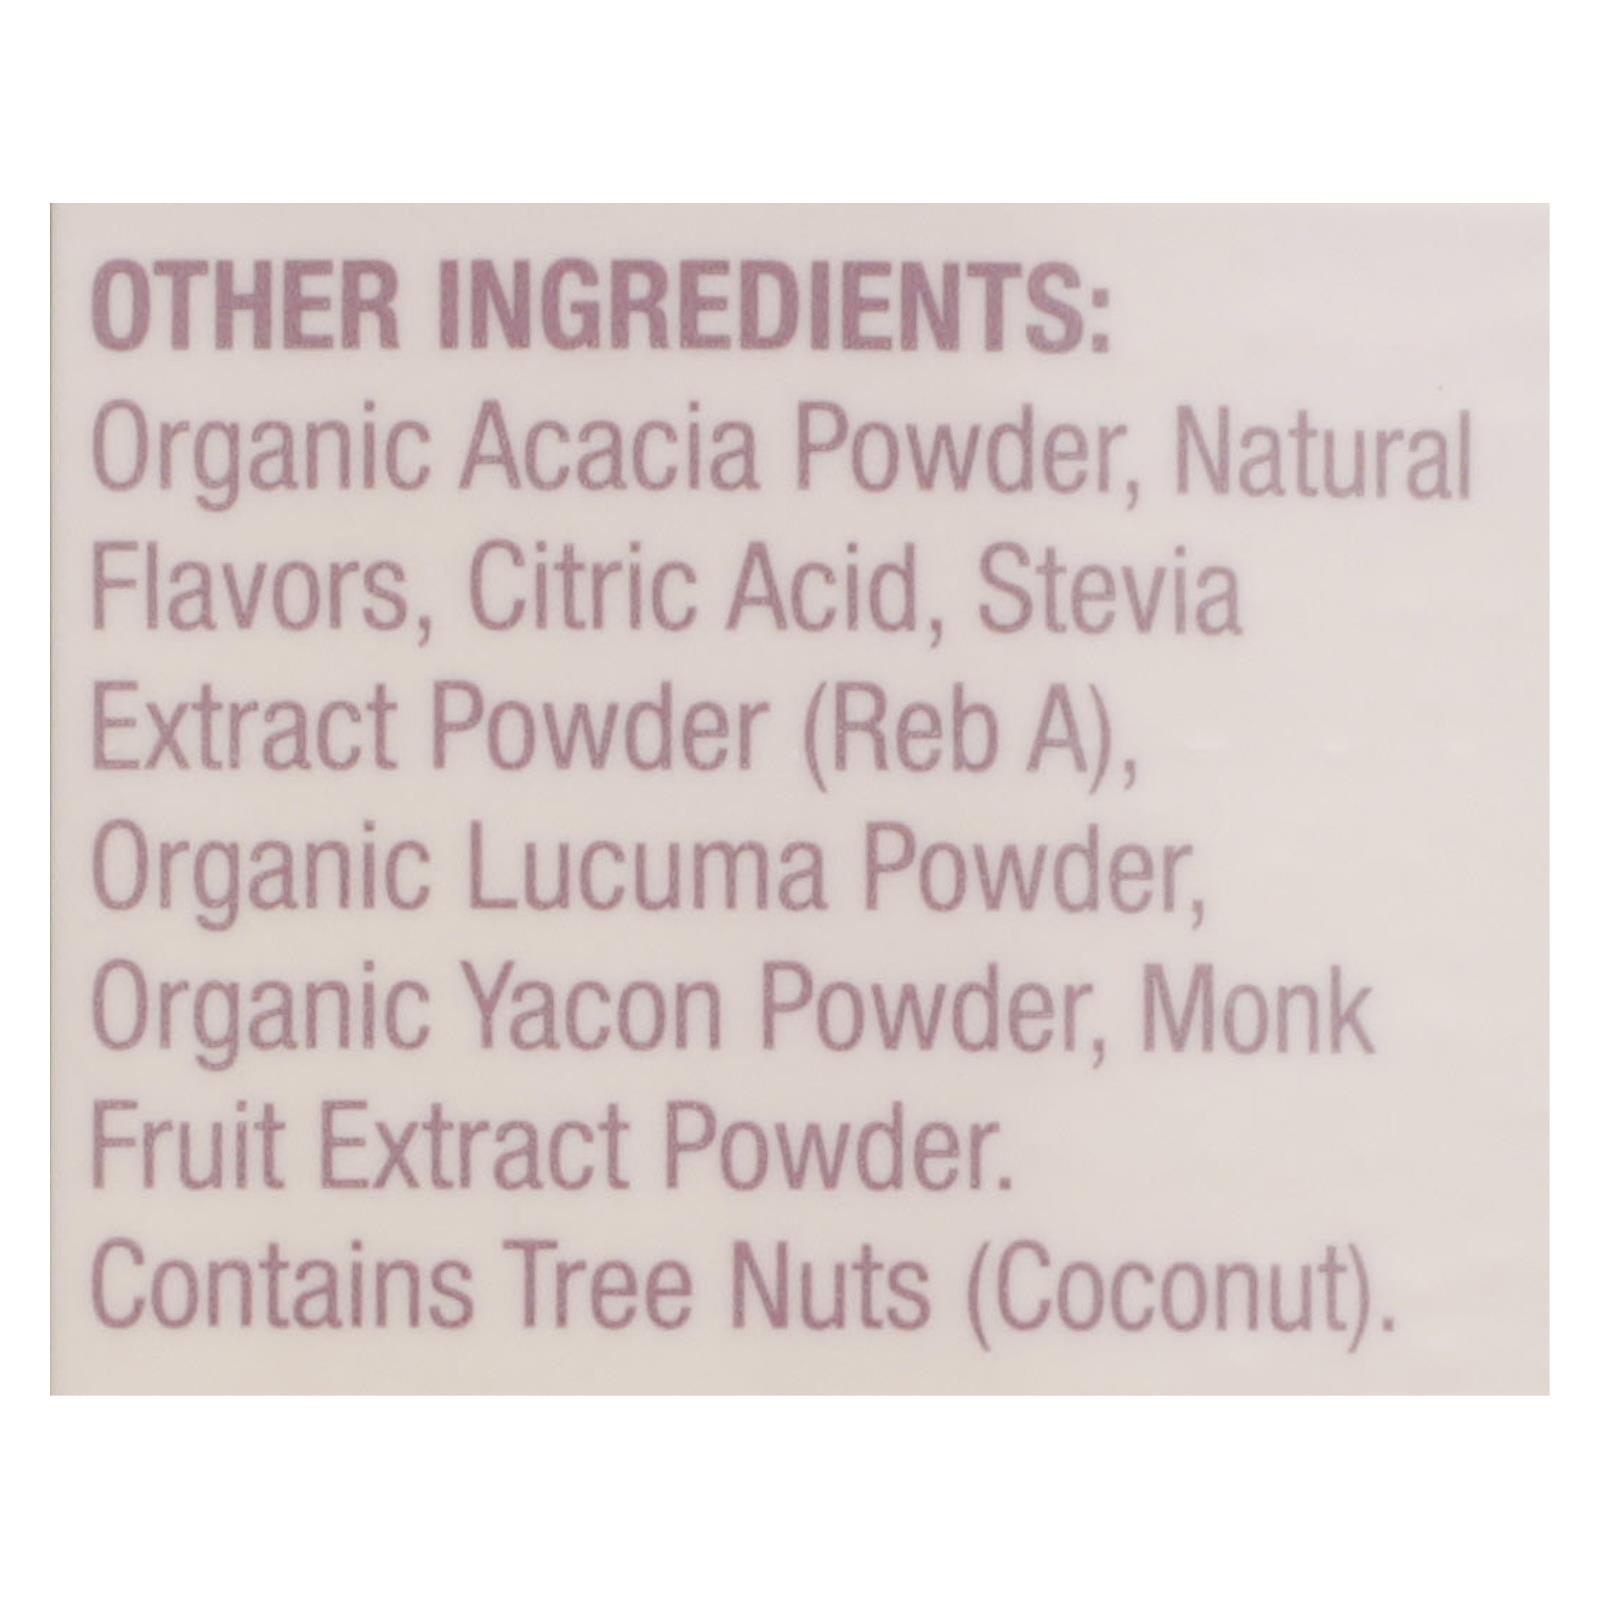 OTHER INGREDIENTS:
Organic Acacia Powder, Natural
Flavors, Citric Acid, Stevia
Extract Powder (Reb A),
Organic Lucuma Powder,
Organic Yacon Powder, Monk
Fruit Extract Powder.
Contains Tree Nuts (Coconut).